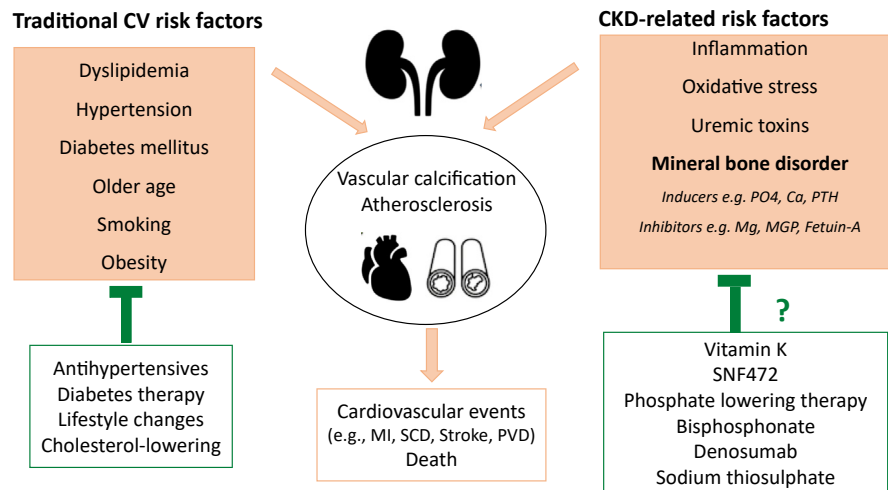 Traditional CV risk factors
Dyslipidemia
Hypertension
Diabetes mellitus
Older age
Smoking
Obesity
Antihypertensives
Diabetes therapy
Lifestyle changes
Cholesterol-lowering
Vascular calcification
Atherosclerosis
Cardiovascular events
(e.g., MI, SCD, Stroke, PVD)
Death
CKD-related risk factors
Inflammation
Oxidative stress
Uremic toxins
Mineral bone disorder
Inducers e.g. PO4, Ca, PTH
Inhibitors e.g. Mg, MGP, Fetuin-A
?
Vitamin K
SNF472
Phosphate lowering therapy
Bisphosphonate
Denosumab
Sodium thiosulphate